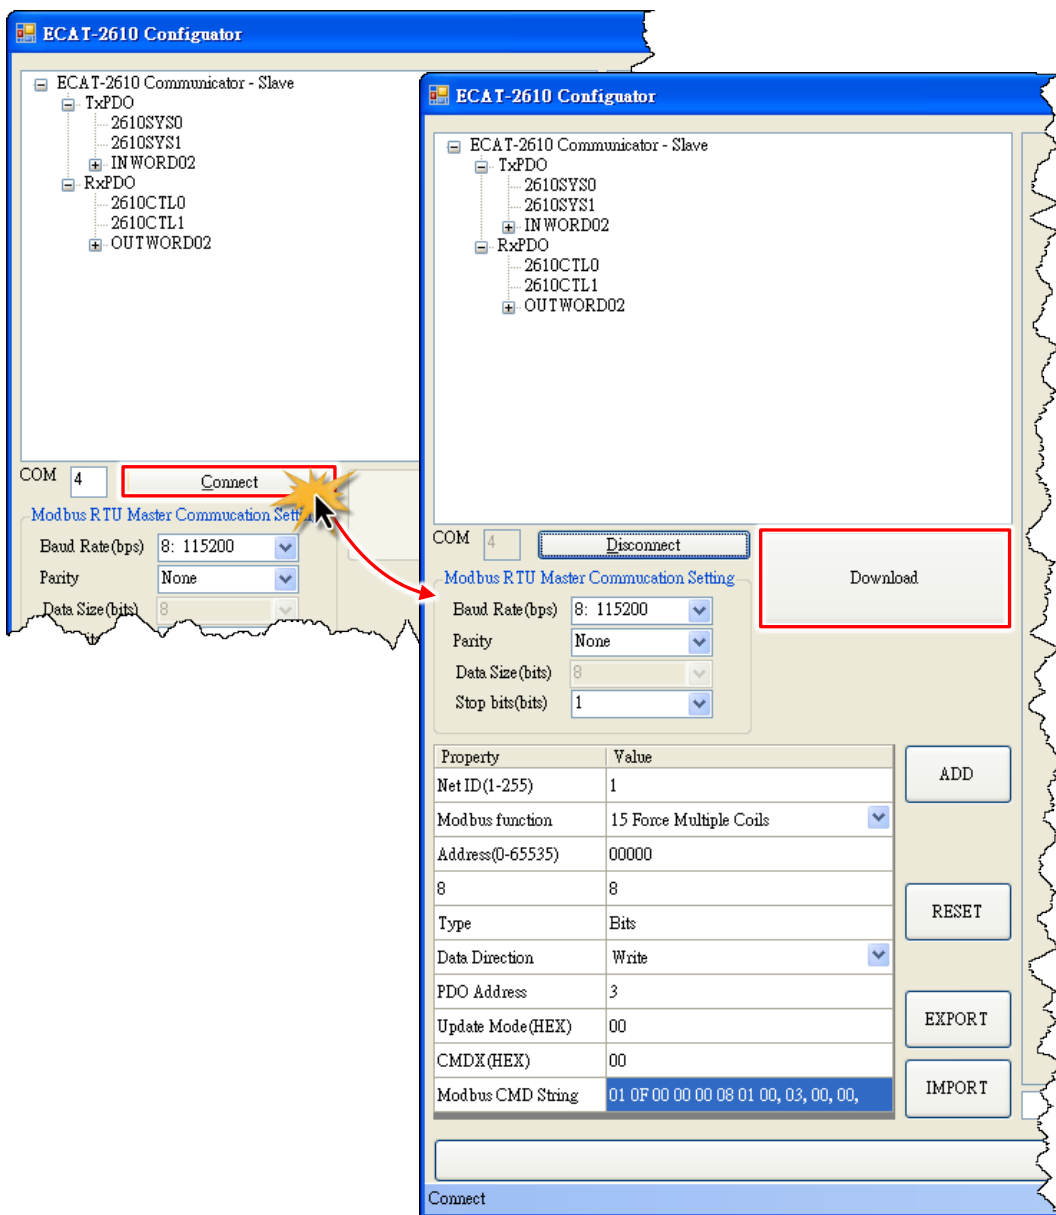 ECAT-2610 Configuator
ECAT-2610 Communicator - Slave
TxPDO
2610SYS0
2610SYS1
INWORD02
RxPDO
2610CTL0
2610CTL1
OUTWORD02
COM 4 Connect
Modbus RTU Master Commucation Sett
Baud Rate(bps) 8: 115200
Parity None
Data Size(bits) 8
ECAT-2610 Configuator
ECAT-2610 Communicator - Slave
TxPDO
2610SYS0
2610SYS1
INWORD02
RxPDO
2610CTL0
2610CTL1
OUTWORD02
COM 4 Disconnect
Download
Modbus RTU Master Commucation Setting
Baud Rate(bps) 8: 115200
Parity None
Data Size(bits) 8
Stop bits(bits) 1
Property Value
Net ID(1-255) 1
Modbus function 15 Force Multiple Coils
Address(0-65535) 00000
8 8
Type Bits
Data Direction Write
PDO Address 3
Update Mode(HEX) 00
CMDX(HEX) 00
Modbus CMD String 01 0F 00 00 00 08 01 00, 03, 00, 00,
ADD
RESET
EXPORT
IMPORT
Connect